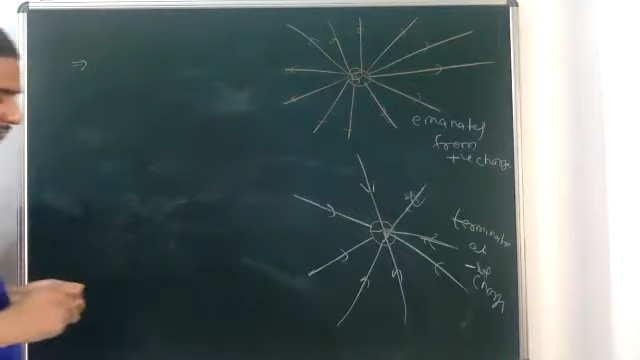 ⇒
emanates
from
+ve charge
terminates
at
-ve
charge